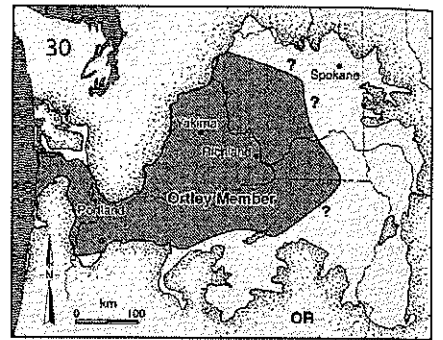 30
?
Spokane
?
Yakima
Richland
Ortley Member
Portland
?
N
0 100
km
OR